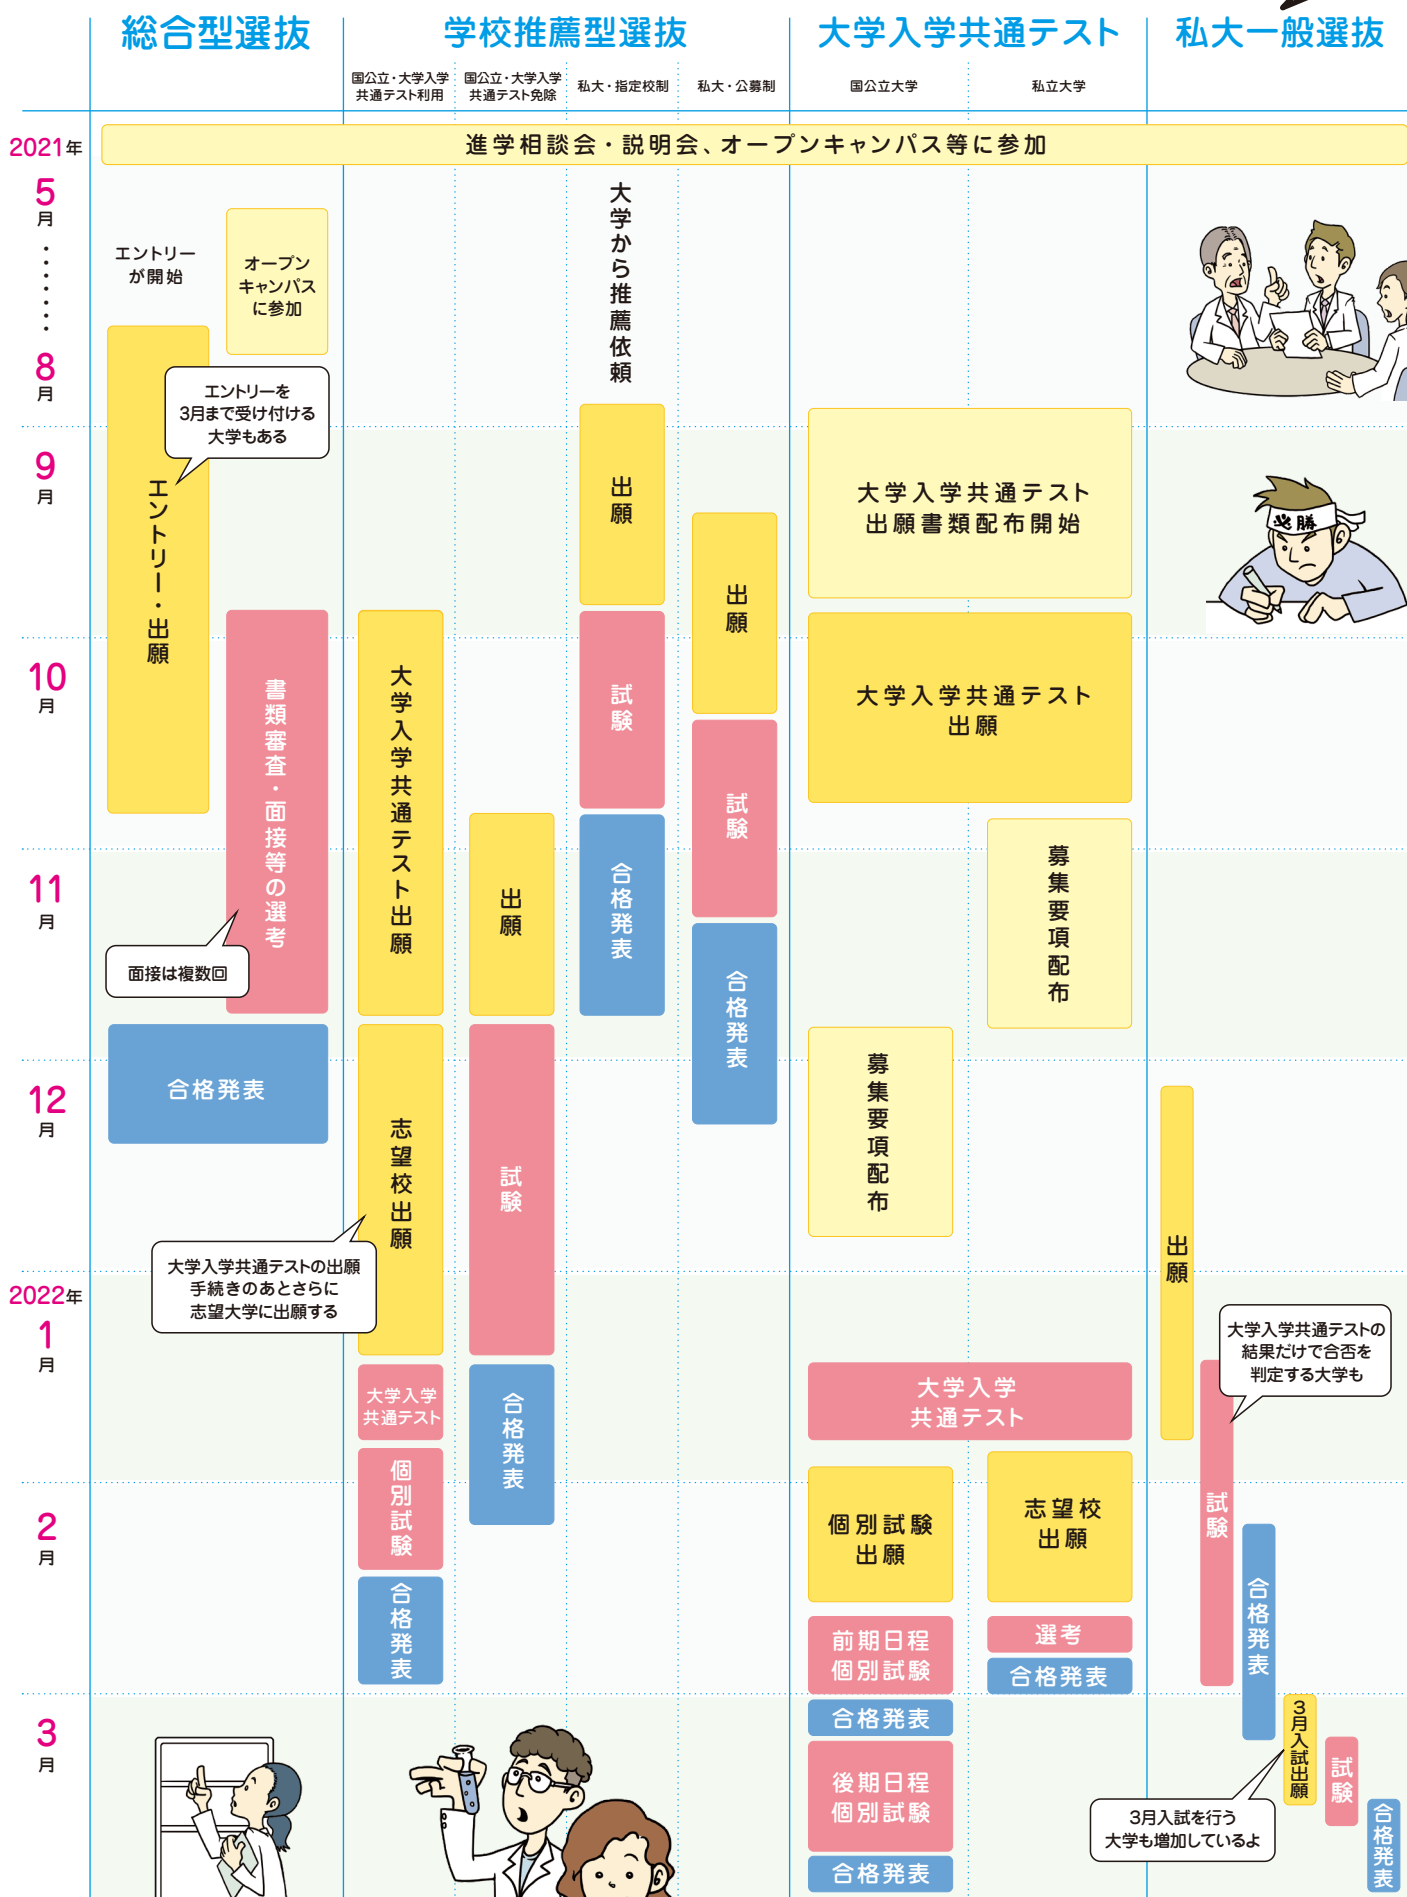 総合型選抜
学校推薦型選抜
大学入学共通テスト
私大一般選抜
国公立・大学入学
共通テスト利用
国公立・大学入学
共通テスト免除
私大・指定校制
私大・公募制
国公立大学
私立大学
2021年
進学相談会・説明会、オープンキャンパス等に参加
5
月
8
月
9
月
10
月
11
月
12
月
2022年
1
月
2
月
3
月
エントリー
が開始
オープン
キャンパス
に参加
エントリー・出願
エントリーを
3月まで受け付ける
大学もある
書類審査・面接等の選考
面接は複数回
合格発表
大学入学共通テスト出願
志望校出願
大学入学共通テストの出願
手続きのあとさらに
志望大学に出願する
大学入学
共通テスト
個別試験
合格発表
出願
試験
合格発表
大学から推薦依頼
出願
試験
合格発表
出願
試験
合格発表
大学入学共通テスト
出願書類配布開始
大学入学共通テスト
出願
募集要項配布
募集要項配布
大学入学
共通テスト
個別試験
出願
志望校
出願
前期日程
個別試験
選考
合格発表
合格発表
後期日程
個別試験
合格発表
必勝
出願
大学入学共通テストの
結果だけで合否を
判定する大学も
試験
合格発表
3月入試出願
3月入試を行う
大学も増加しているよ
試験
合格発表